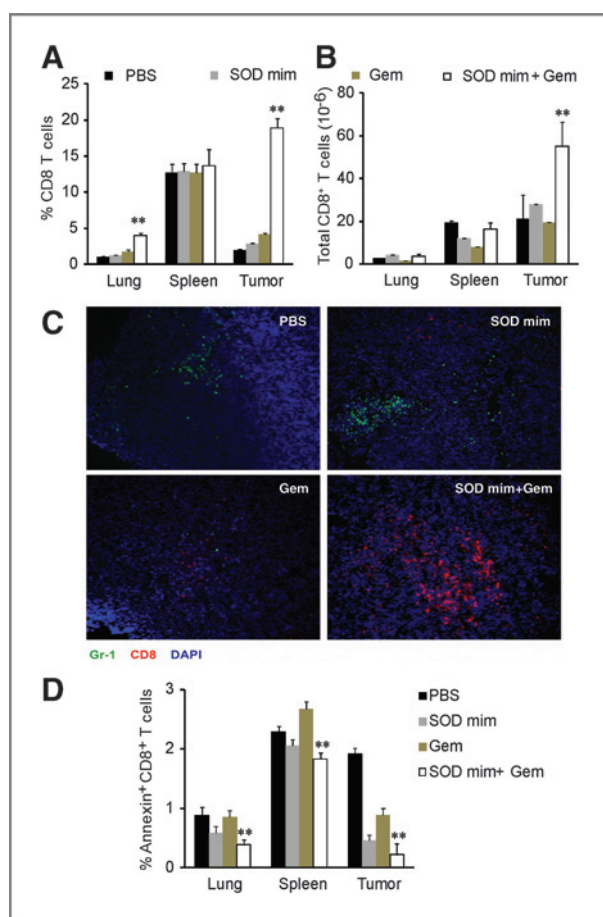 A
B
PBS
SOD mim
Gem
SOD mim + Gem
% CD8 T cells
25
20
15
10
5
0
**
**
Lung
Spleen
Tumor
Total CD8⁺ T cells (10⁻⁶)
80
60
40
20
0
**
Lung
Spleen
Tumor
C
PBS
SOD mim
Gem
SOD mim+Gem
Gr-1 CD8 DAPI
D
% Annexin⁺ CD8⁺ T cells
3
2
1
0
**
**
**
Lung
Spleen
Tumor
PBS
SOD mim
Gem
SOD mim+ Gem